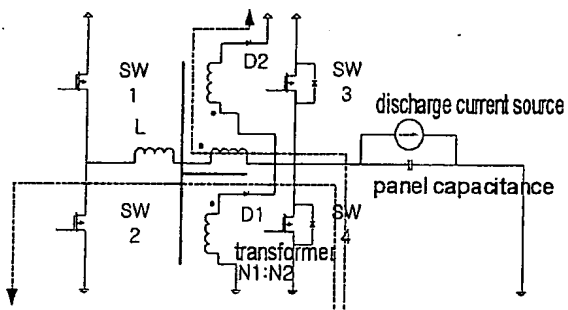 SW
1
D2
SW
3
discharge current source
L
panel capacitance
SW
2
D1
SW
4
transformer
N1:N2